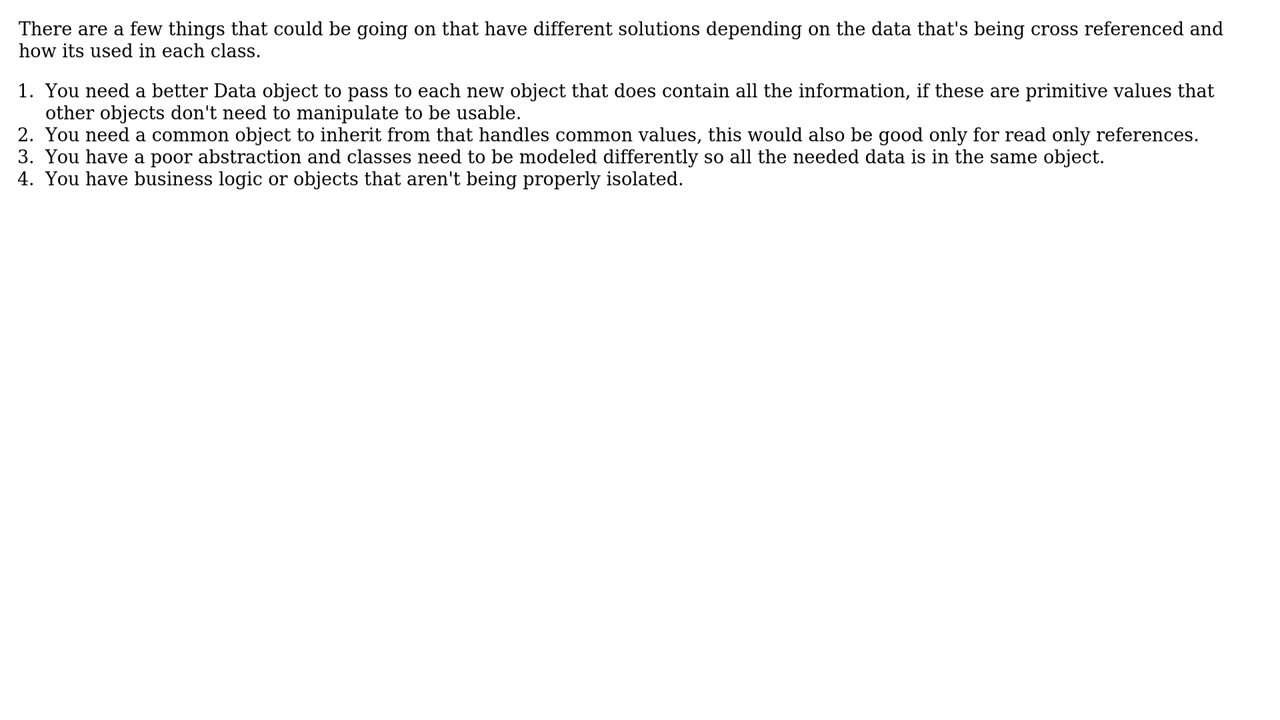 There are a few things that could be going on that have different solutions depending on the data that's being cross referenced and
how its used in each class.
1. You need a better Data object to pass to each new object that does contain all the information, if these are primitive values that
other objects don't need to manipulate to be usable.
2. You need a common object to inherit from that handles common values, this would also be good only for read only references.
3. You have a poor abstraction and classes need to be modeled differently so all the needed data is in the same object.
4. You have business logic or objects that aren't being properly isolated.